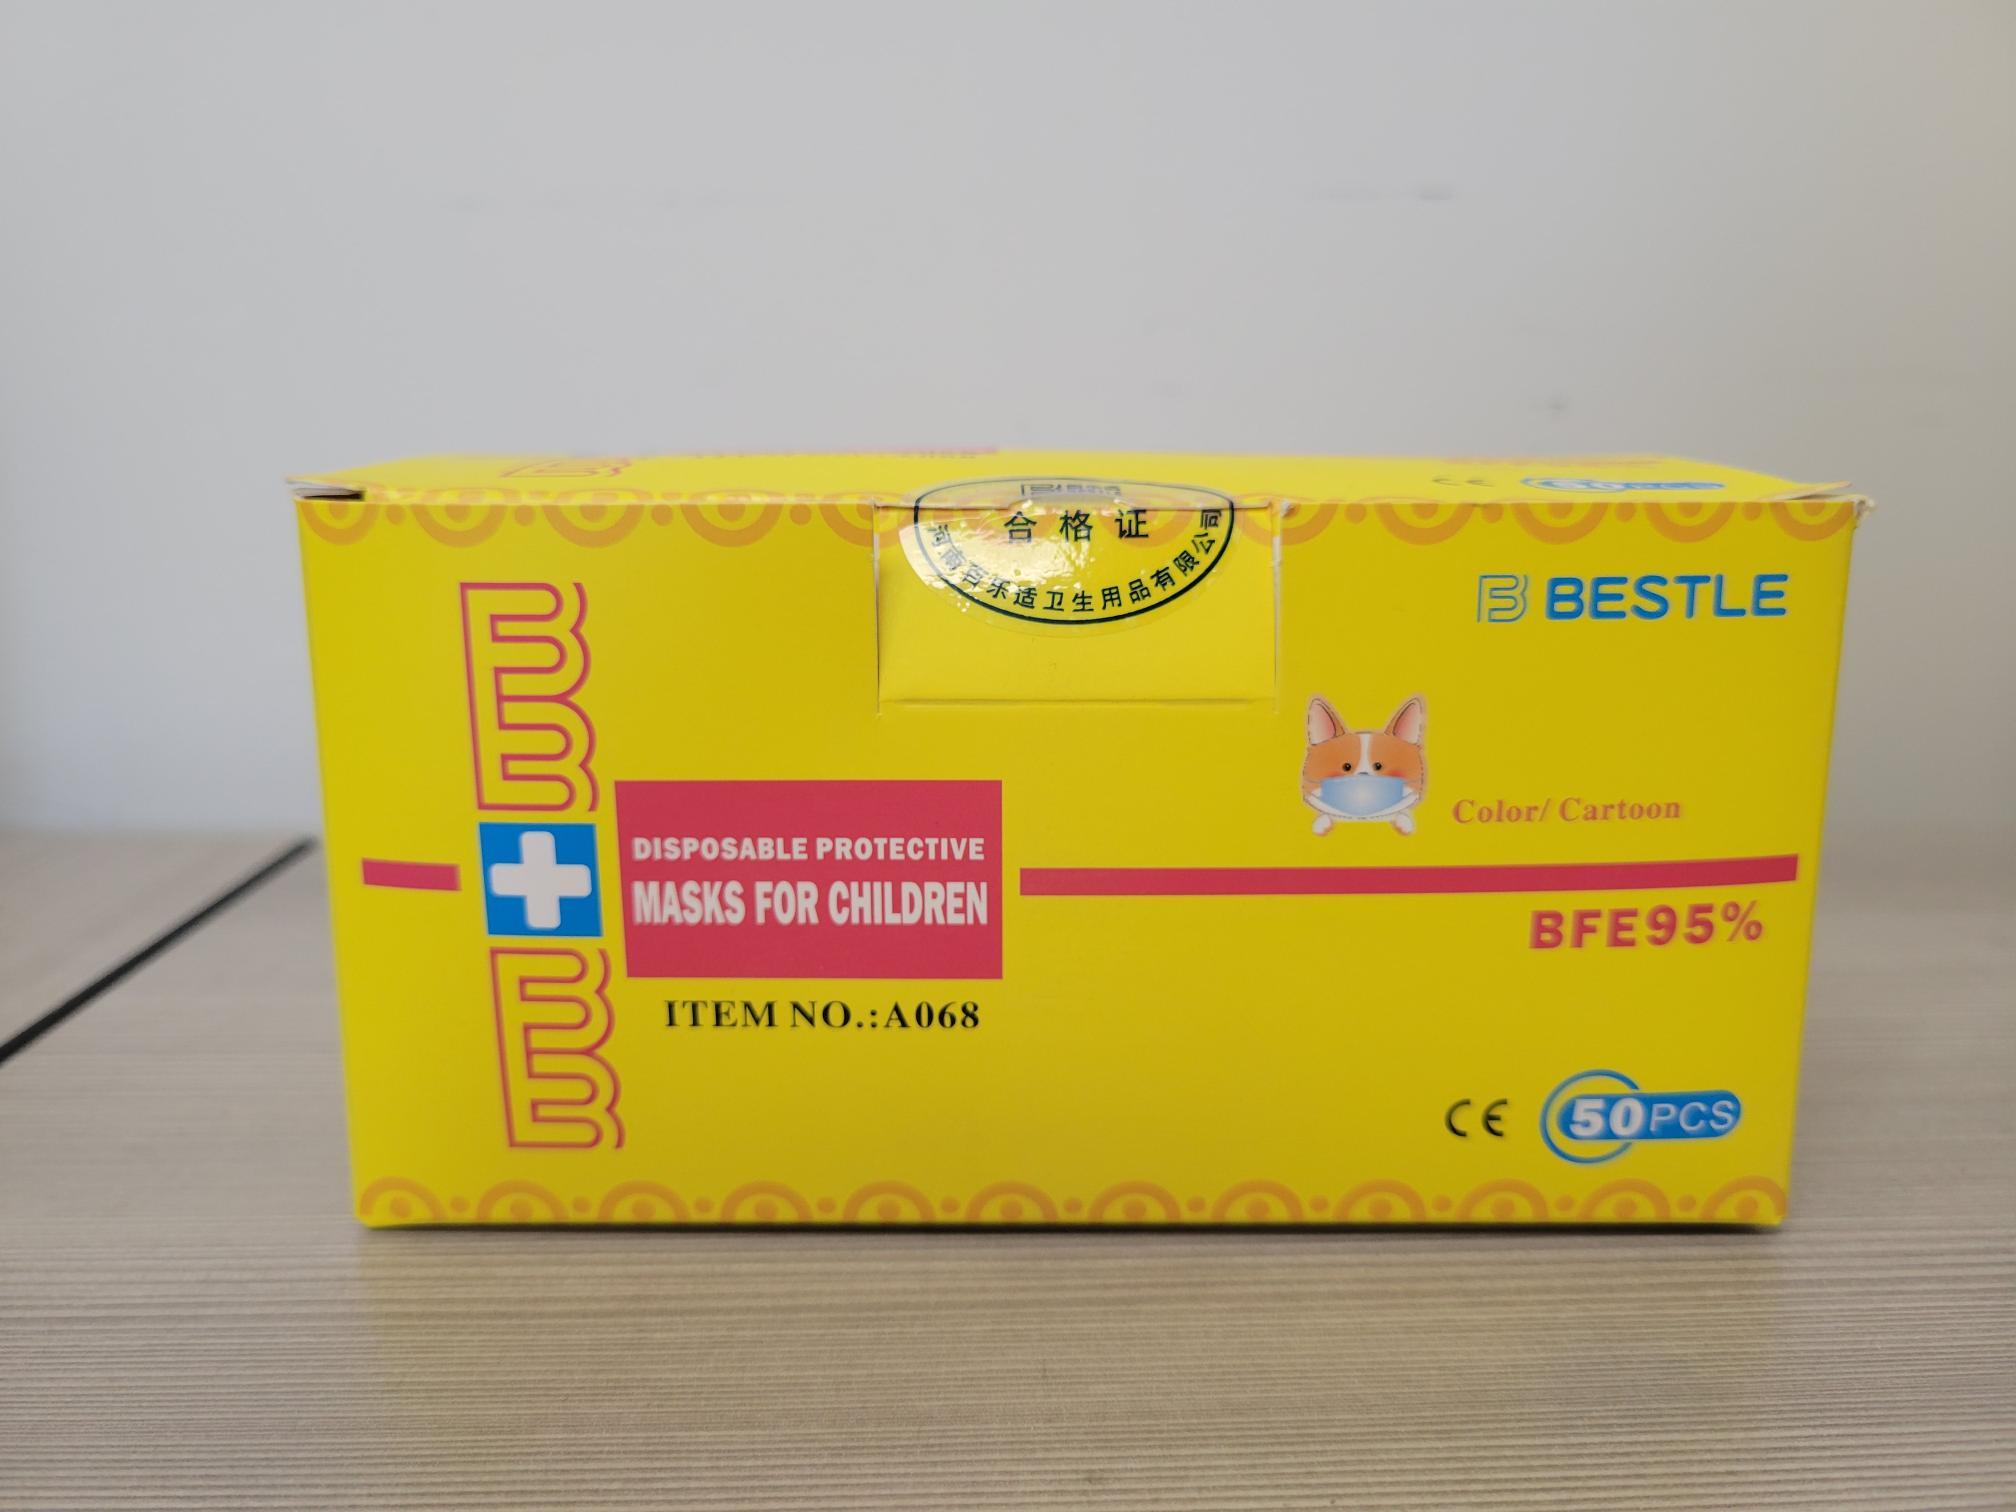 合格证
河南百乐适卫生用品有限公司
BESTLE
Color/ Cartoon
DISPOSABLE PROTECTIVE
MASKS FOR CHILDREN
BFE95%
ITEM NO.:A068
CE
50PCS